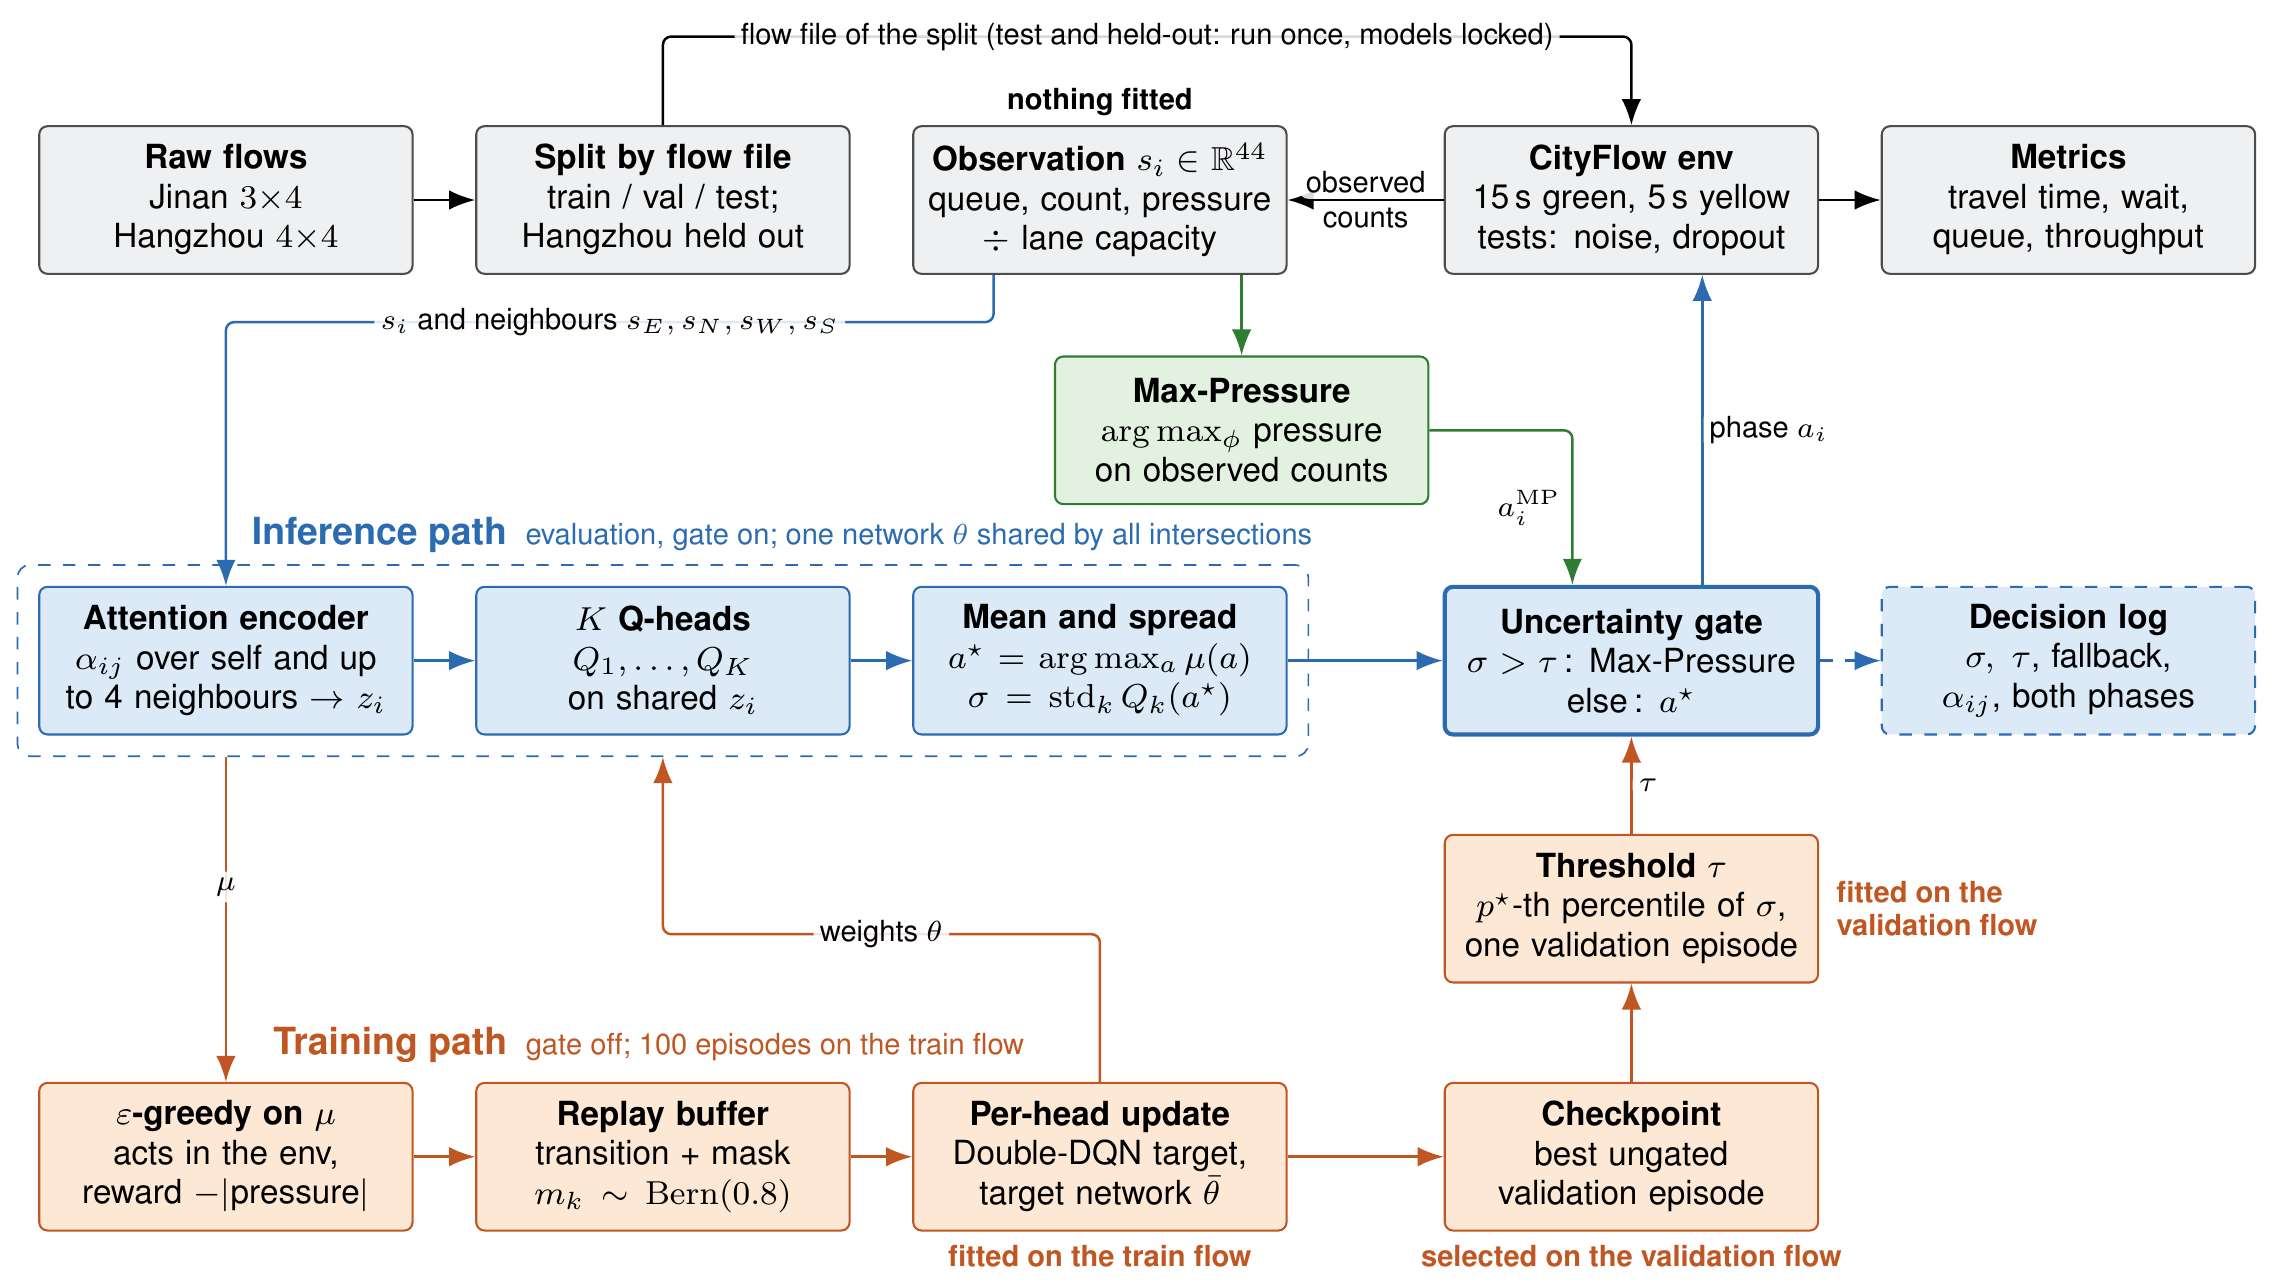 flow file of the split (test and held-out: run once, models locked)
nothing fitted
Raw flows
Jinan 3×4
Hangzhou 4×4
Split by flow file
train / val / test;
Hangzhou held out
Observation s_i ∈ ℝ^44
queue, count, pressure
÷ lane capacity
observed
counts
CityFlow env
15 s green, 5 s yellow
tests: noise, dropout
Metrics
travel time, wait,
queue, throughput
s_i and neighbours s_E, s_N, s_W, s_S
Max-Pressure
arg max_ϕ pressure
on observed counts
phase a_i
a_i^MP
Inference path evaluation, gate on; one network θ shared by all intersections
Attention encoder
α_ij over self and up
to 4 neighbours → z_i
K Q-heads
Q_1, . . . , Q_K
on shared z_i
Mean and spread
a⋆ = arg max_a μ(a)
σ = std_k Q_k(a⋆)
Uncertainty gate
σ > τ : Max-Pressure
else : a⋆
Decision log
σ, τ, fallback,
α_ij, both phases
τ
μ
weights θ
Threshold τ
p⋆-th percentile of σ,
one validation episode
fitted on the
validation flow
Training path gate off; 100 episodes on the train flow
ε-greedy on μ
acts in the env,
reward −|pressure|
Replay buffer
transition + mask
m_k ∼ Bern(0.8)
Per-head update
Double-DQN target,
target network θ̄
Checkpoint
best ungated
validation episode
fitted on the train flow
selected on the validation flow